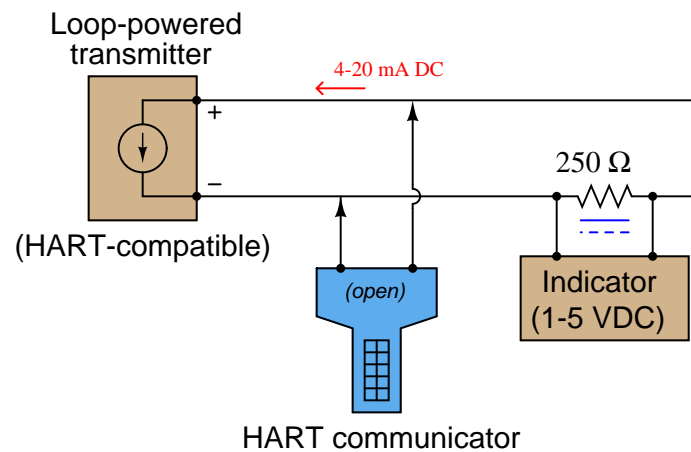 Loop-powered
transmitter
4-20 mA DC
+
−
250 Ω
(HART-compatible)
(open)
Indicator
(1-5 VDC)
HART communicator